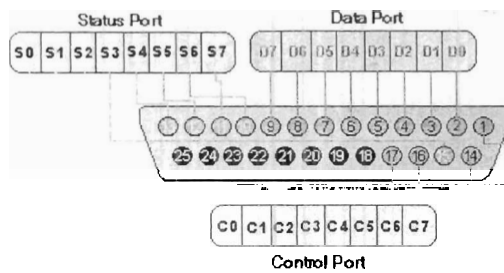 Status Port Data Port
S0 S1 S2 S3 S4 S5 S6 S7 D7 D6 D5 D4 D3 D2 D1 D0
9 8 7 6 5 4 3 2 1
25 24 23 22 21 20 19 18 17 16 14
C0 C1 C2 C3 C4 C5 C6 C7
Control Port